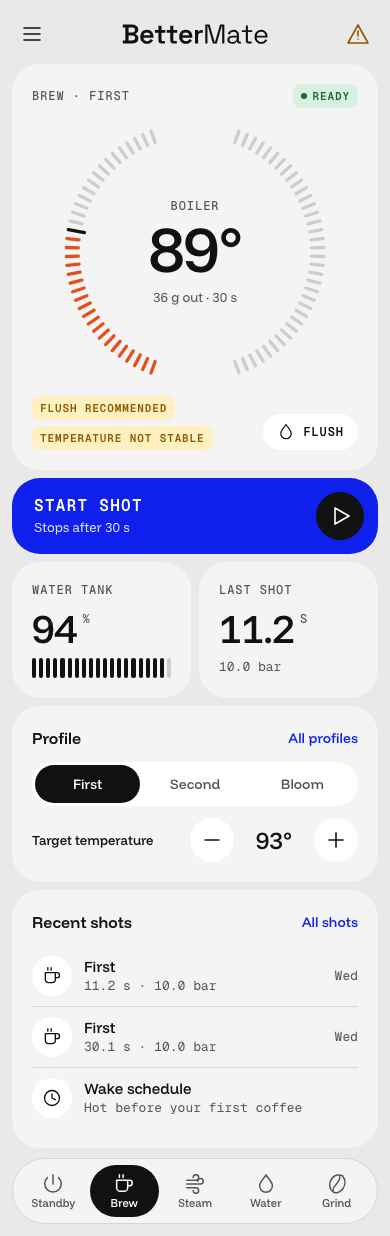 BetterMate
BREW · FIRST
READY
BOILER
89°
36 g out · 30 s
FLUSH RECOMMENDED
TEMPERATURE NOT STABLE
FLUSH
START SHOT
Stops after 30 s
WATER TANK
94 %
LAST SHOT
11.2 S
10.0 bar
Profile
All profiles
First
Second
Bloom
Target temperature
93°
Recent shots
All shots
First
11.2 s · 10.0 bar
Wed
First
30.1 s · 10.0 bar
Wed
Wake schedule
Hot before your first coffee
Standby
Brew
Steam
Water
Grind